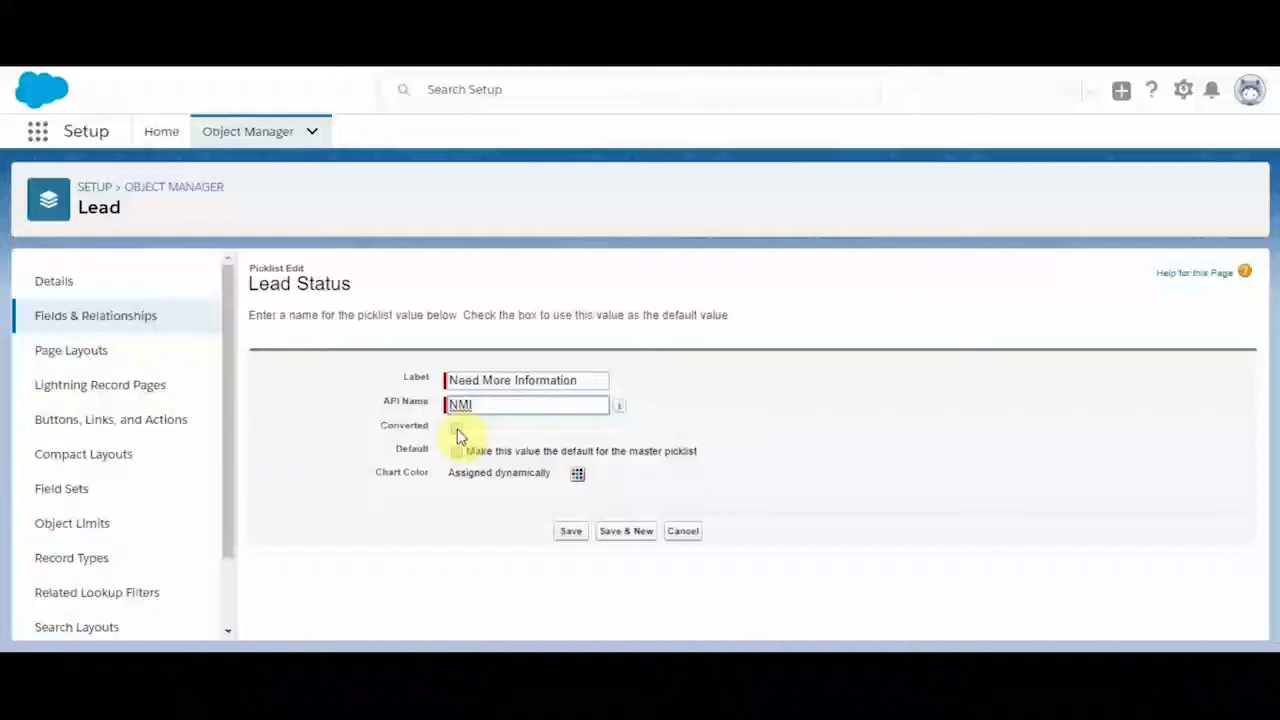 Search Setup
Setup
Home
Object Manager
SETUP > OBJECT MANAGER
Lead
Details
Fields & Relationships
Page Layouts
Lightning Record Pages
Buttons, Links, and Actions
Compact Layouts
Field Sets
Object Limits
Record Types
Related Lookup Filters
Search Layouts
Picklist Edit
Lead Status
Help for this Page
Enter a name for the picklist value below. Check the box to use this value as the default value
Label Need More Information
API Name NMI
Converted
Default Make this value the default for the master picklist
Chart Color Assigned dynamically
Save Save & New Cancel